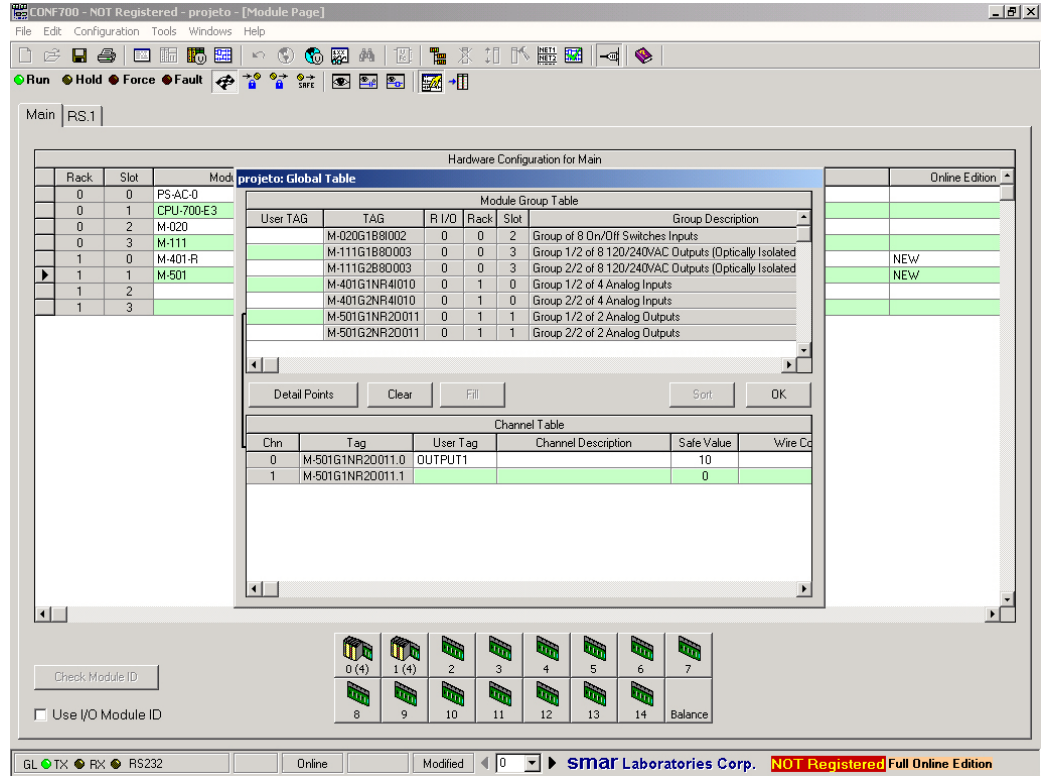 CONF700 - NOT Registered - projeto - [Module Page]
File Edit Configuration Tools Windows Help
Run Hold Force Fault SAFE
NET1 NET2
Main RS.1
Hardware Configuration for Main
Rack Slot Modu Online Edition
0 0 PS-AC-0
0 1 CPU-700-E3
0 2 M-020
0 3 M-111
1 0 M-401-R NEW
1 1 M-501 NEW
1 2
1 3
projeto: Global Table
Module Group Table
User TAG TAG R I/O Rack Slot Group Description
M-020G1B8I002 0 0 2 Group of 8 On/Off Switches Inputs
M-111G1B8O003 0 0 3 Group 1/2 of 8 120/240VAC Outputs (Optically Isolated
M-111G2B8O003 0 0 3 Group 2/2 of 8 120/240VAC Outputs (Optically Isolated
M-401G1NR4I010 0 1 0 Group 1/2 of 4 Analog Inputs
M-401G2NR4I010 0 1 0 Group 2/2 of 4 Analog Inputs
M-501G1NR2O011 0 1 1 Group 1/2 of 2 Analog Outputs
M-501G2NR2O011 0 1 1 Group 2/2 of 2 Analog Outputs
Detail Points Clear Fill Sort OK
Channel Table
Chn Tag User Tag Channel Description Safe Value Wire Co
0 M-501G1NR2O011.0 OUTPUT1 10
1 M-501G1NR2O011.1 0
0 (4) 1 (4) 2 3 4 5 6 7
8 9 10 11 12 13 14 Balance
Check Module ID
Use I/O Module ID
GL TX RX RS232 Online Modified 0 smar Laboratories Corp. NOT Registered Full Online Edition